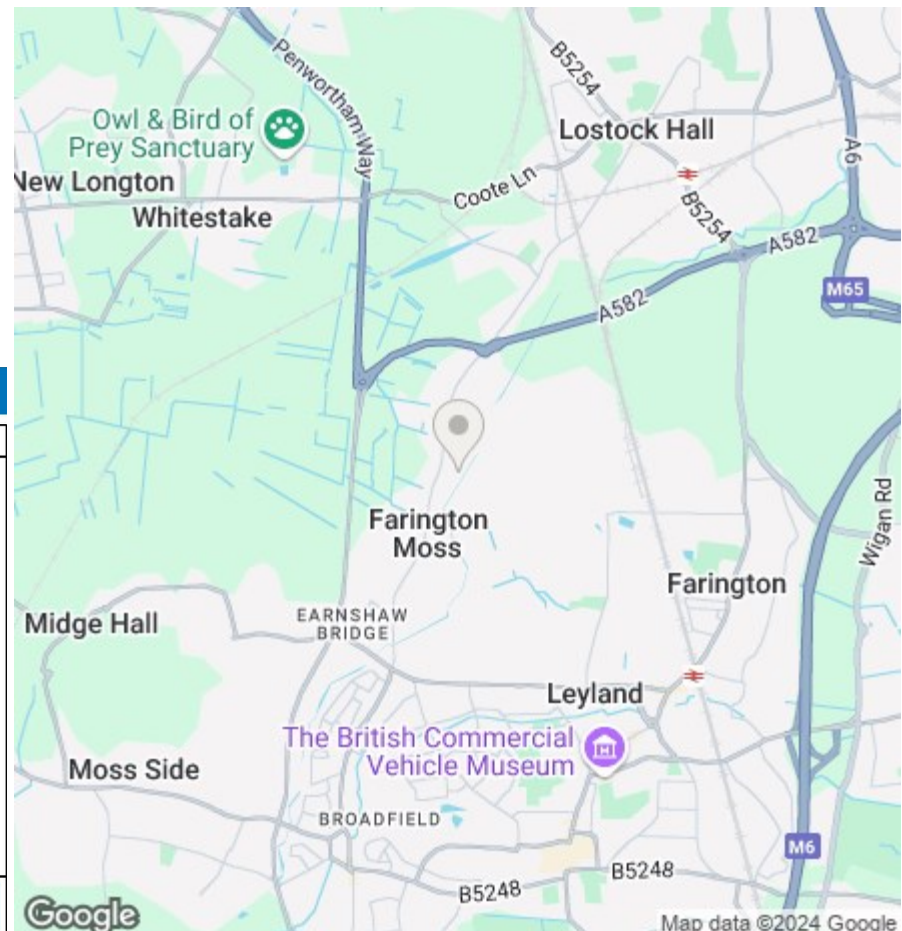 Penwortham Way
B5254
A6
Owl & Bird of
Prey Sanctuary
Lostock Hall
New Longton
Whitestake
Coote Ln
B5254
A582
M65
A582
Farington
Moss
Wigan Rd
Farington
Midge Hall
EARNSHAW
BRIDGE
Leyland
The British Commercial
Vehicle Museum
Moss Side
BROADFIELD
M6
B5248
B5248
Google
Map data ©2024 Google